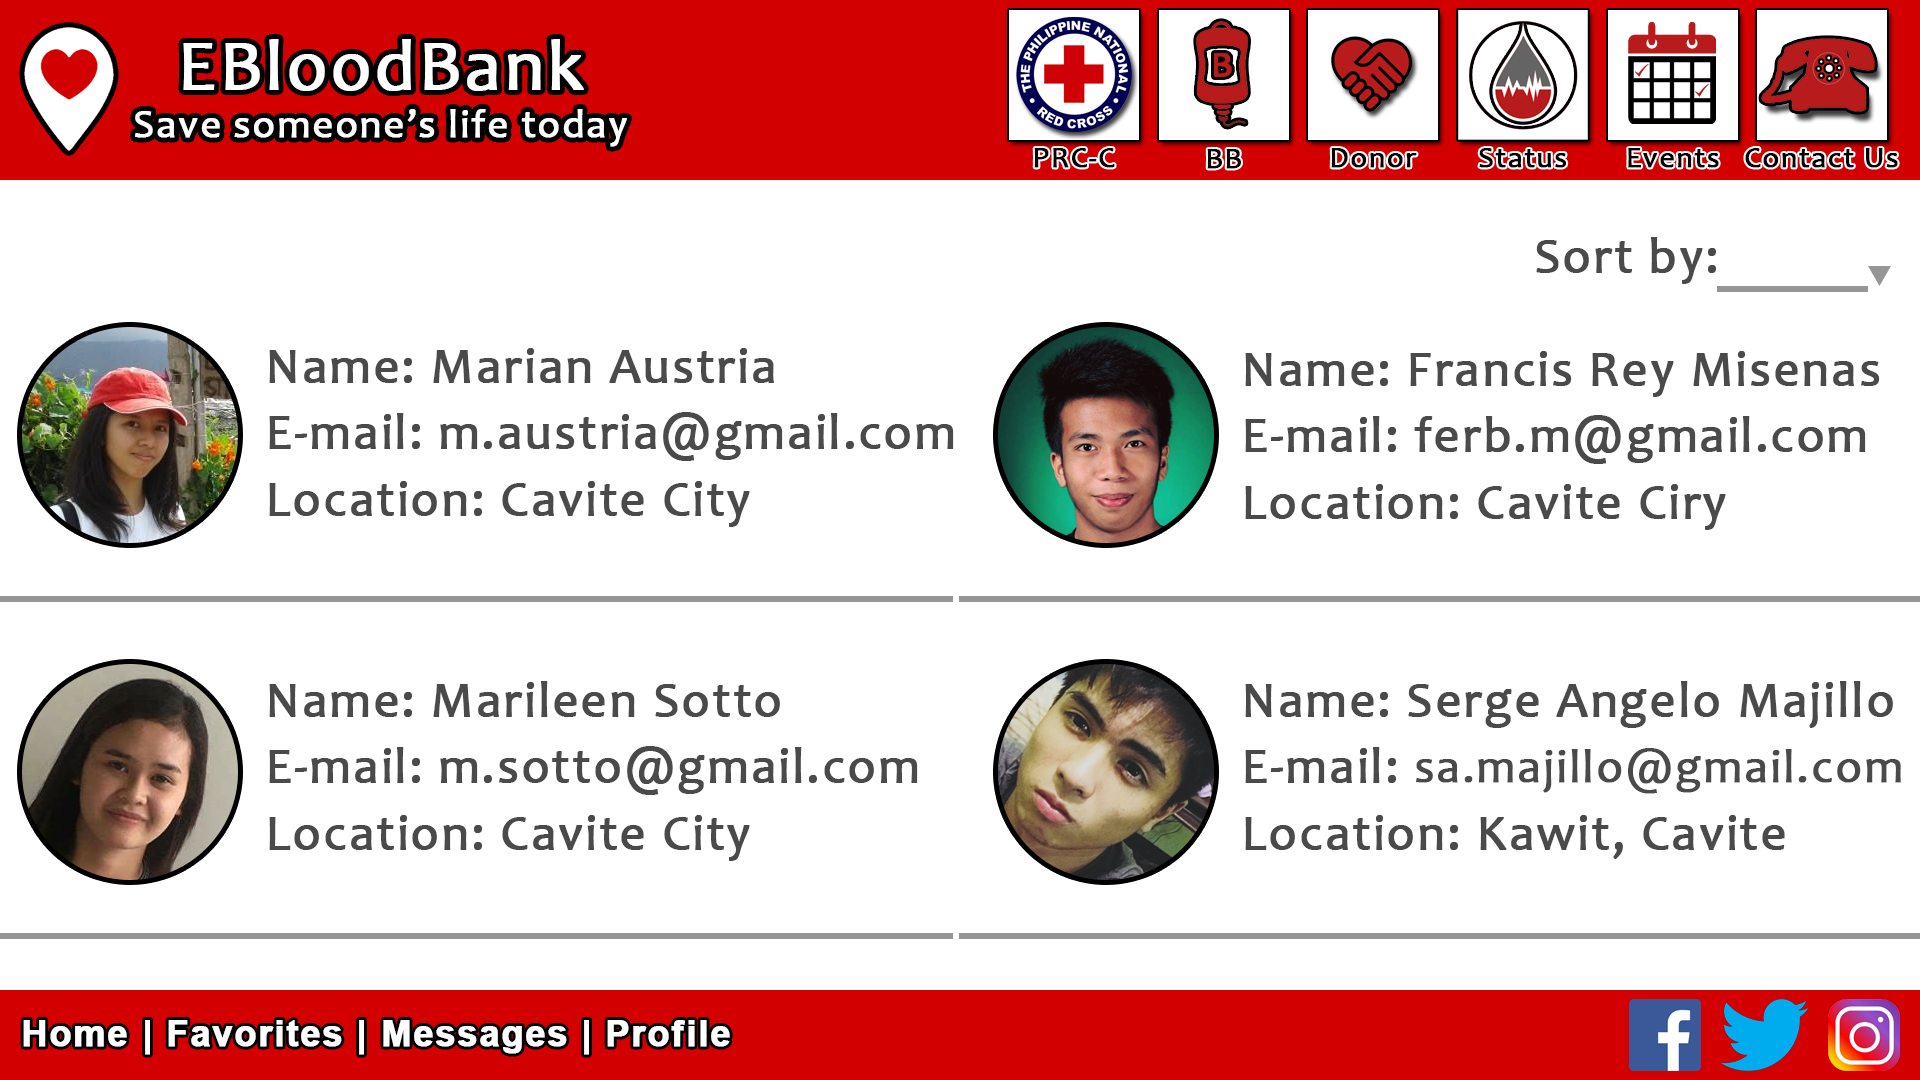 EBloodBank
Save someone’s life today
THE PHILIPPINE NATIONAL
• RED CROSS •
B
PRC-C
BB
Donor
Status
Events
Contact Us
Sort by:
Name: Marian Austria
E-mail: m.austria@gmail.com
Location: Cavite City
Name: Francis Rey Misenas
E-mail: ferb.m@gmail.com
Location: Cavite Ciry
Name: Marileen Sotto
E-mail: m.sotto@gmail.com
Location: Cavite City
Name: Serge Angelo Majillo
E-mail: sa.majillo@gmail.com
Location: Kawit, Cavite
Home | Favorites | Messages | Profile